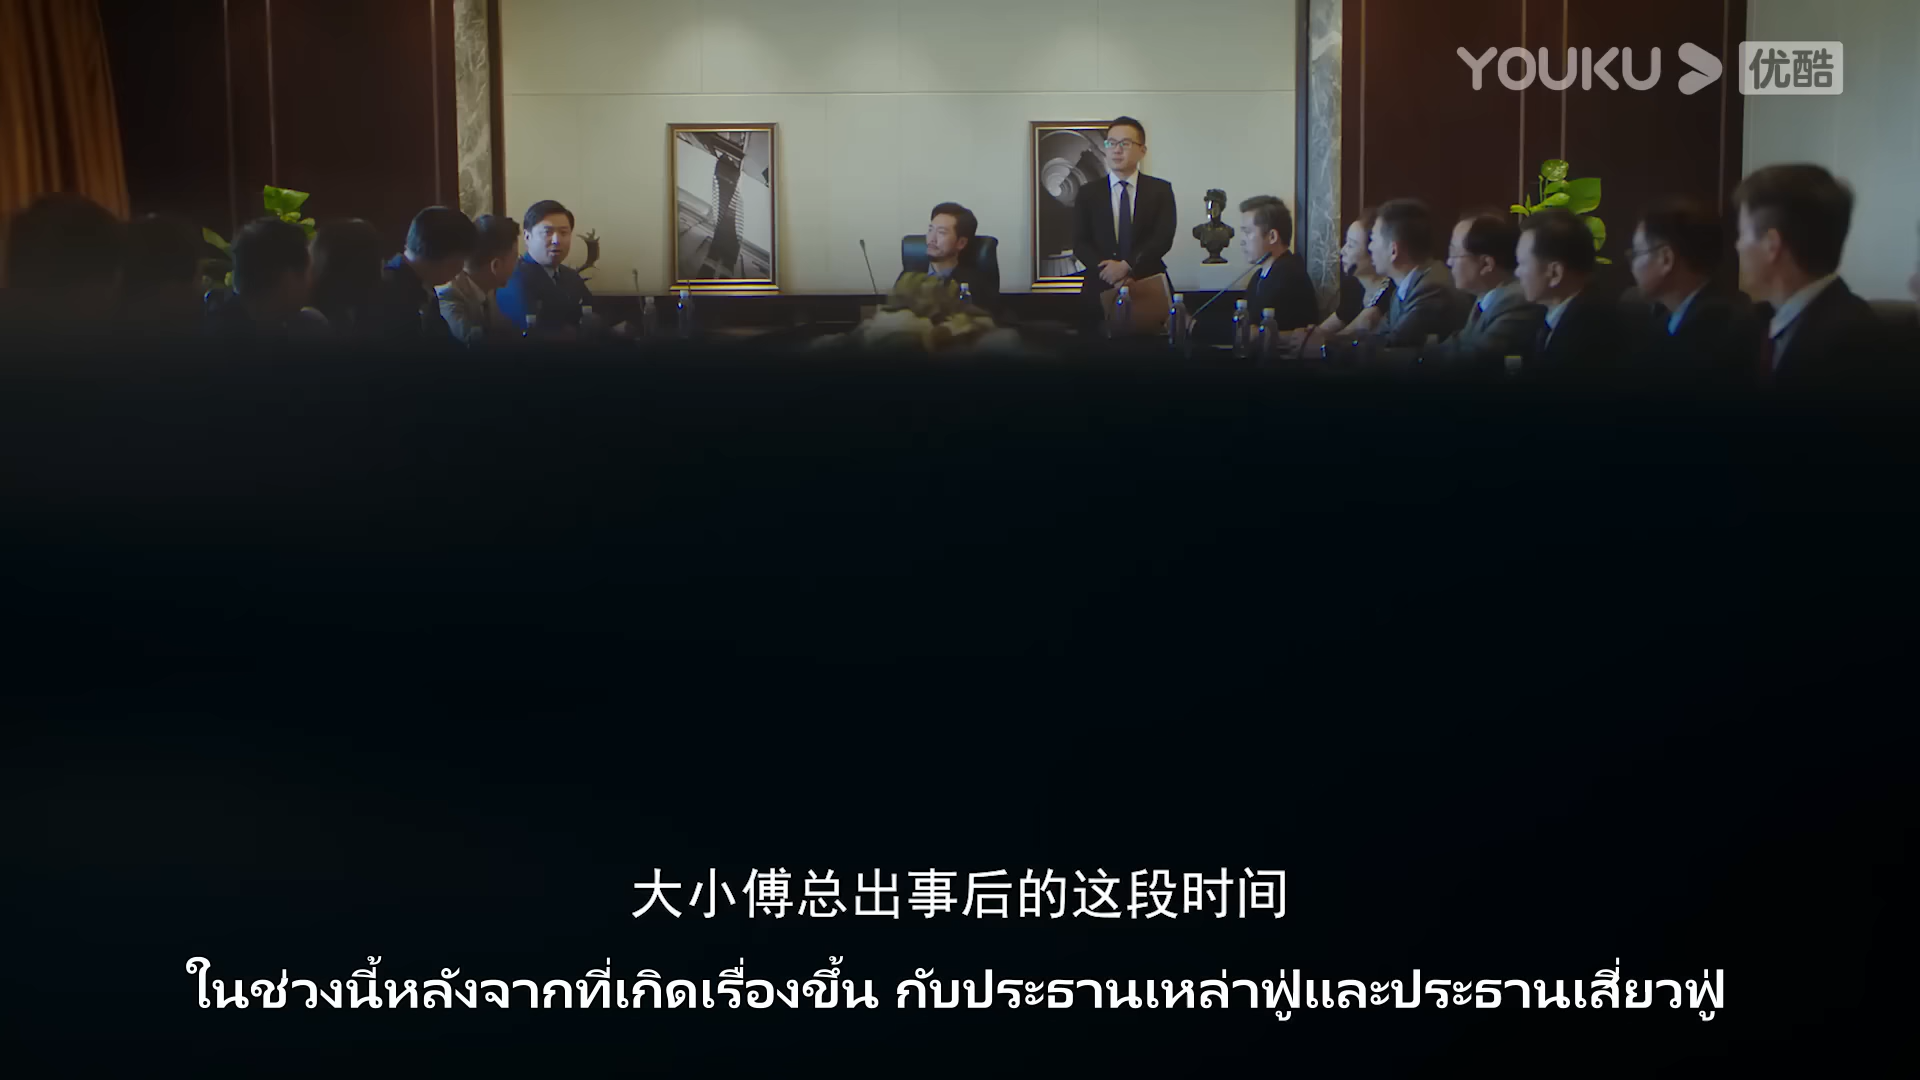 YOUKU 优酷
大小傅总出事后的这段时间
ในช่วงนี้หลังจากที่เกิดเรื่องขึ้น กับประธานเหล่าฟู่และประธานเสี่ยวฟู่